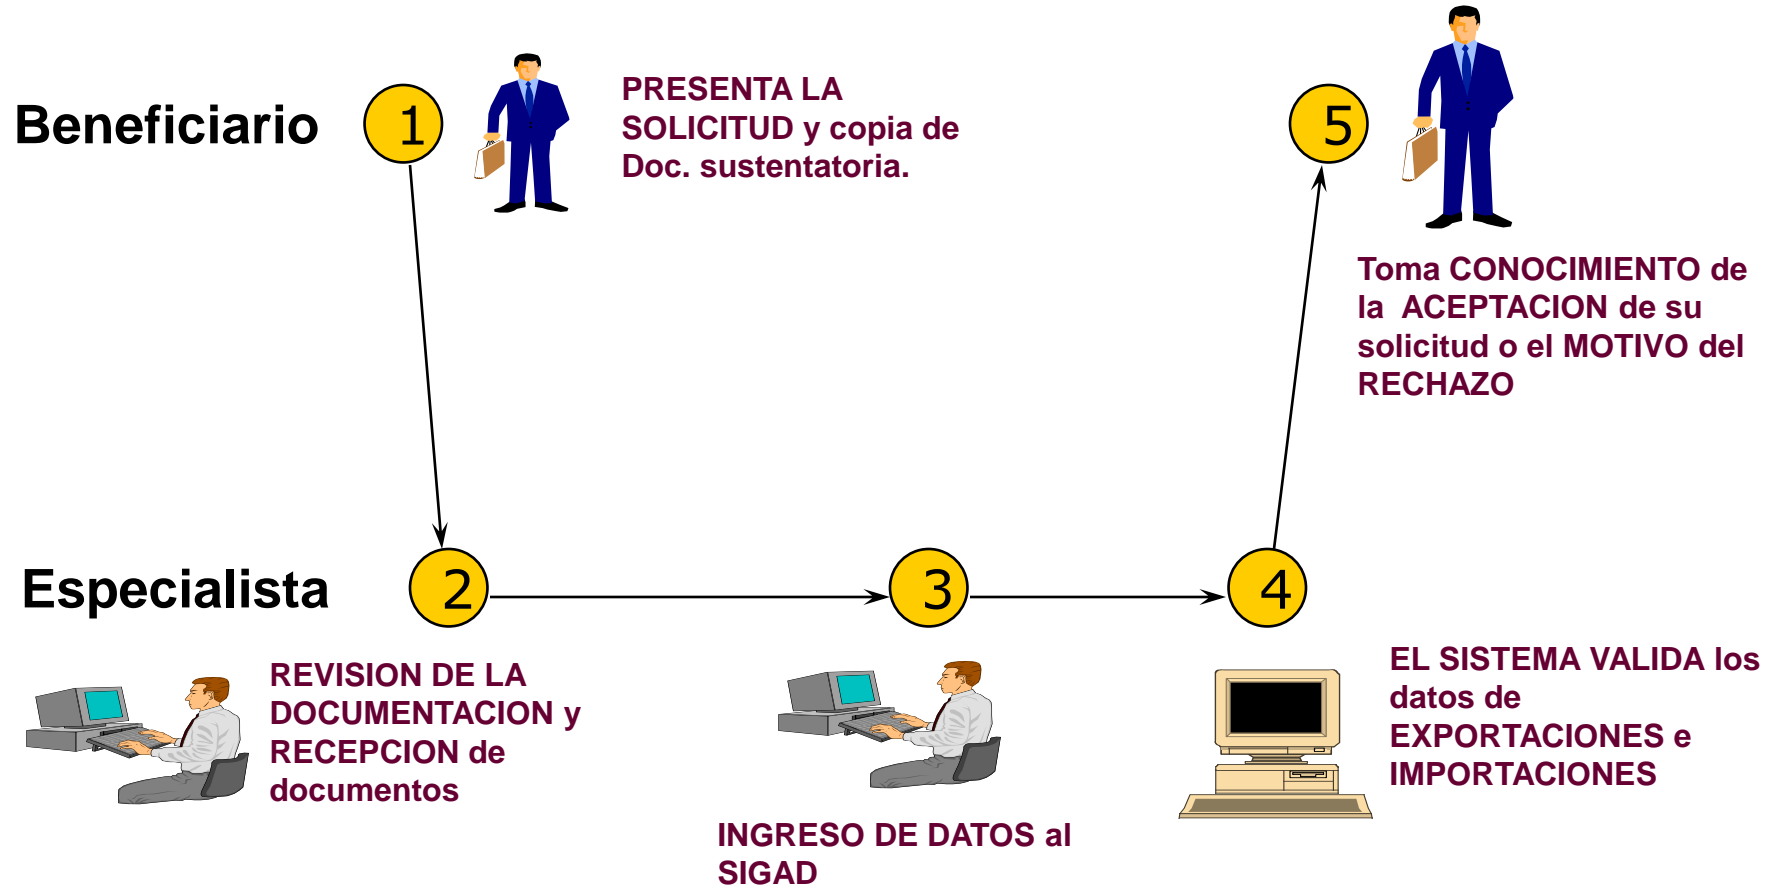 Beneficiario
1
PRESENTA LA
SOLICITUD y copia de
Doc. sustentatoria.
5
Toma CONOCIMIENTO de
la ACEPTACION de su
solicitud o el MOTIVO del
RECHAZO
Especialista
2
3
4
REVISION DE LA
DOCUMENTACION y
RECEPCION de
documentos
INGRESO DE DATOS al
SIGAD
EL SISTEMA VALIDA los
datos de
EXPORTACIONES e
IMPORTACIONES